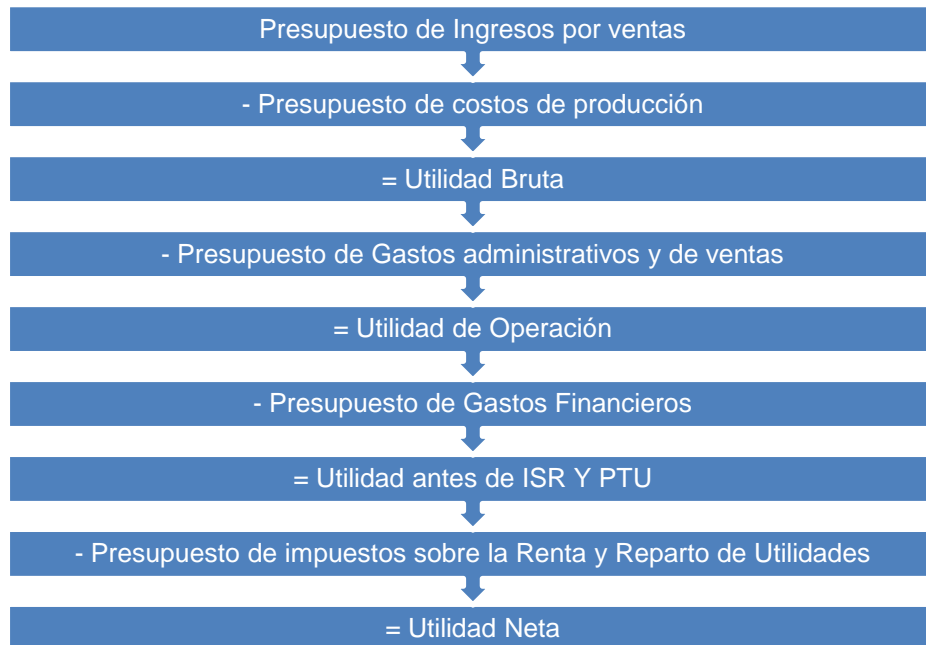 Presupuesto de Ingresos por ventas
- Presupuesto de costos de producción
= Utilidad Bruta
- Presupuesto de Gastos administrativos y de ventas
= Utilidad de Operación
- Presupuesto de Gastos Financieros
= Utilidad antes de ISR Y PTU
- Presupuesto de impuestos sobre la Renta y Reparto de Utilidades
= Utilidad Neta